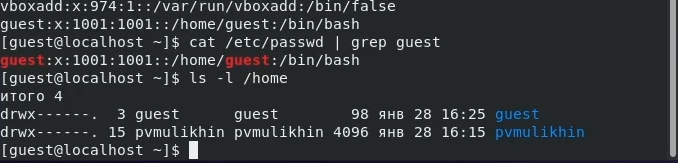 vboxadd:x:974:1::/var/run/vboxadd:/bin/false
guest:x:1001:1001::/home/guest:/bin/bash
[guest@localhost ~]$ cat /etc/passwd | grep guest
guest:x:1001:1001::/home/guest:/bin/bash
[guest@localhost ~]$ ls -l /home
итого 4
drwx------.  3 guest      guest        98 янв 28 16:25 guest
drwx------. 15 pvmulikhin pvmulikhin 4096 янв 28 16:15 pvmulikhin
[guest@localhost ~]$